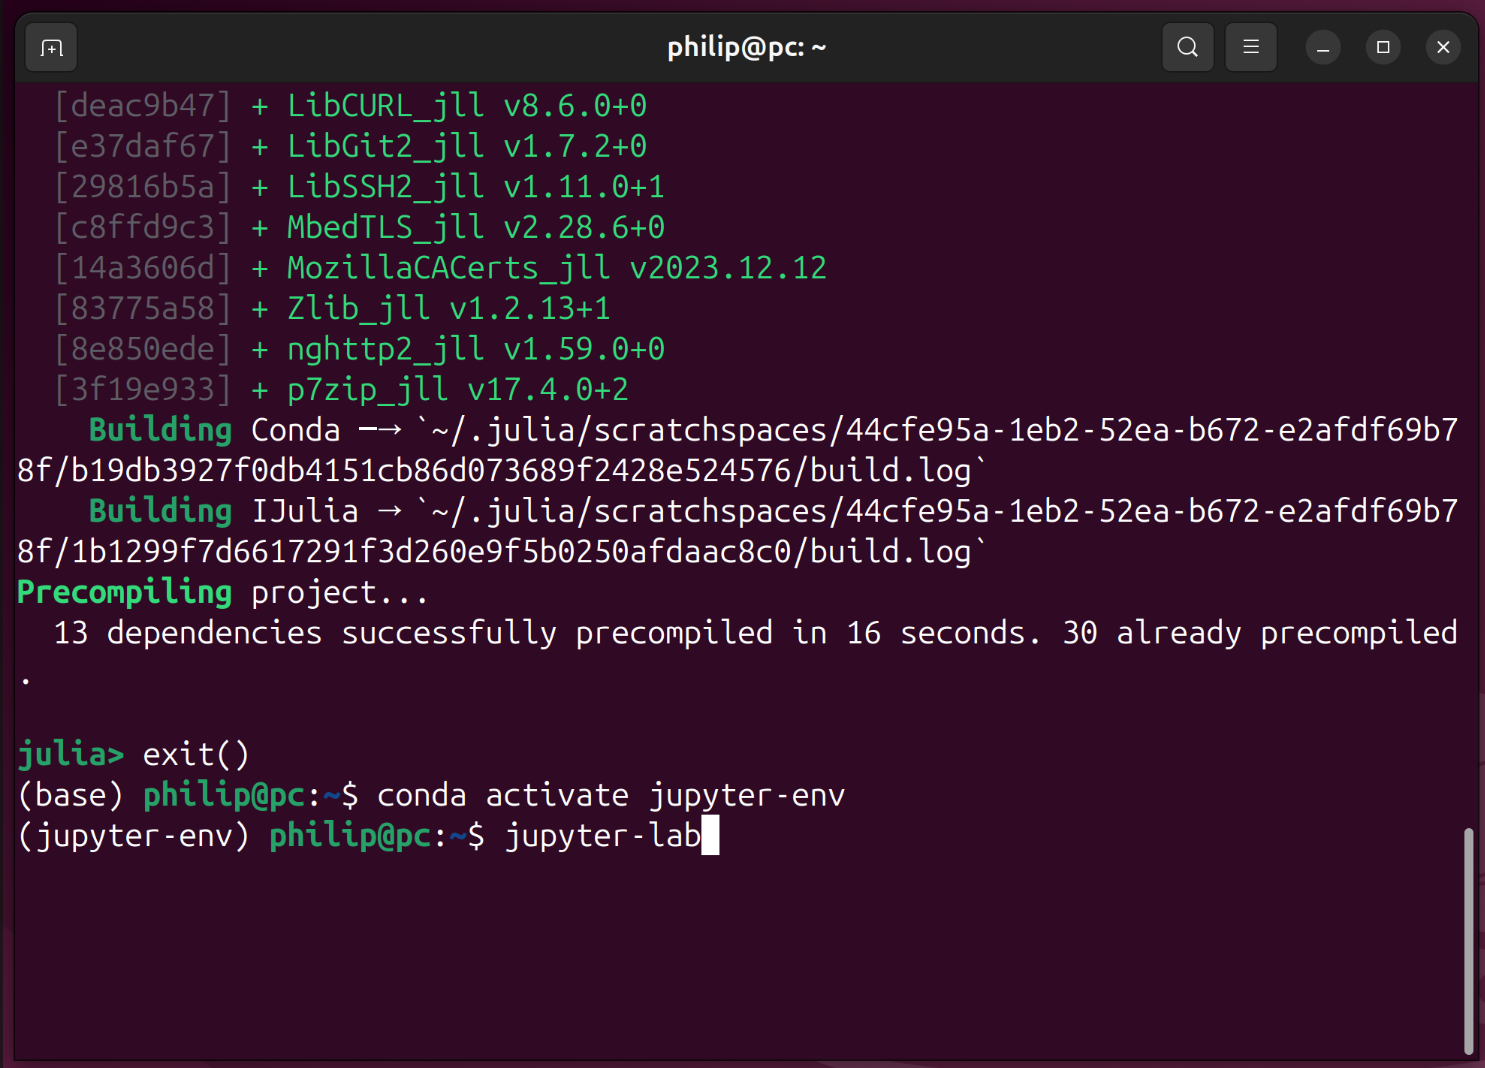 philip@pc: ~
[deac9b47] + LibCURL_jll v8.6.0+0
[e37daf67] + LibGit2_jll v1.7.2+0
[29816b5a] + LibSSH2_jll v1.11.0+1
[c8ffd9c3] + MbedTLS_jll v2.28.6+0
[14a3606d] + MozillaCACerts_jll v2023.12.12
[83775a58] + Zlib_jll v1.2.13+1
[8e850ede] + nghttp2_jll v1.59.0+0
[3f19e933] + p7zip_jll v17.4.0+2
Building Conda ─→ `~/.julia/scratchspaces/44cfe95a-1eb2-52ea-b672-e2afdf69b7
8f/b19db3927f0db4151cb86d073689f2428e524576/build.log`
Building IJulia → `~/.julia/scratchspaces/44cfe95a-1eb2-52ea-b672-e2afdf69b7
8f/1b1299f7d6617291f3d260e9f5b0250afdaac8c0/build.log`
Precompiling project...
13 dependencies successfully precompiled in 16 seconds. 30 already precompiled
.
julia> exit()
(base) philip@pc:~$ conda activate jupyter-env
(jupyter-env) philip@pc:~$ jupyter-lab